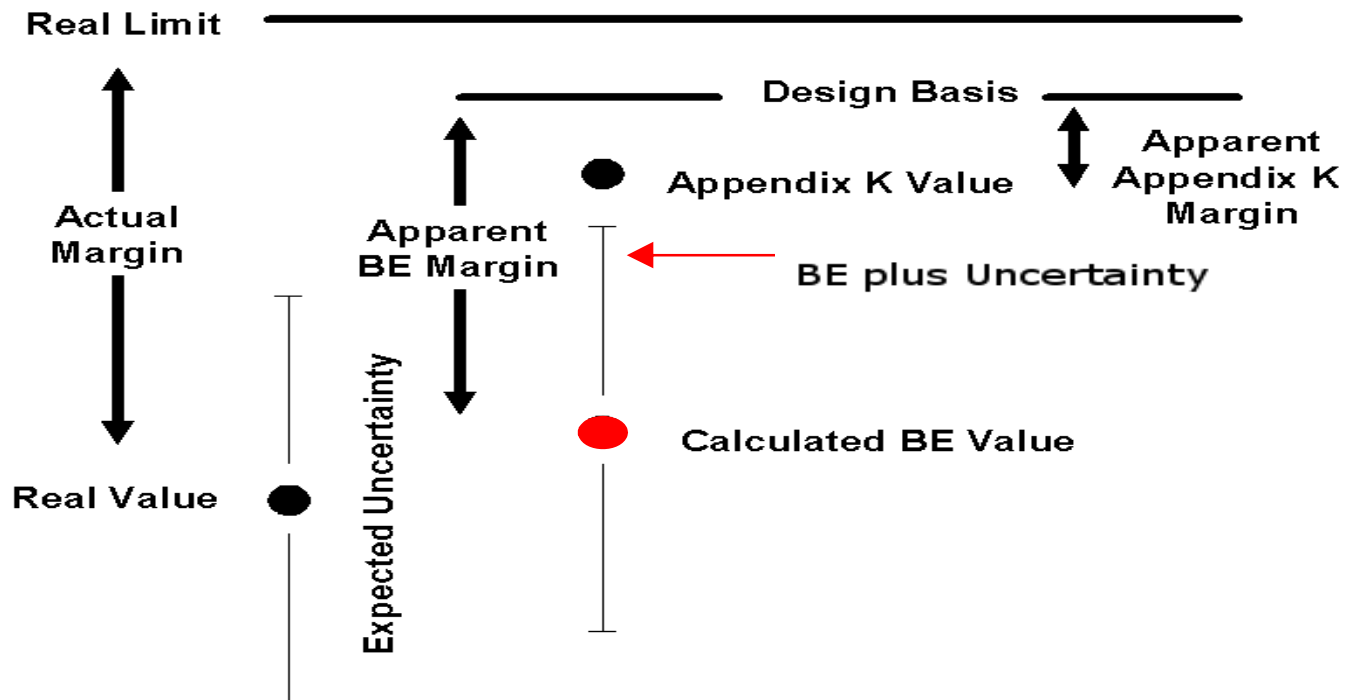 Real Limit
Design Basis
Apparent
Appendix K
Margin
Appendix K Value
Actual
Margin
Apparent
BE Margin
BE plus Uncertainty
Expected Uncertainty
Calculated BE Value
Real Value